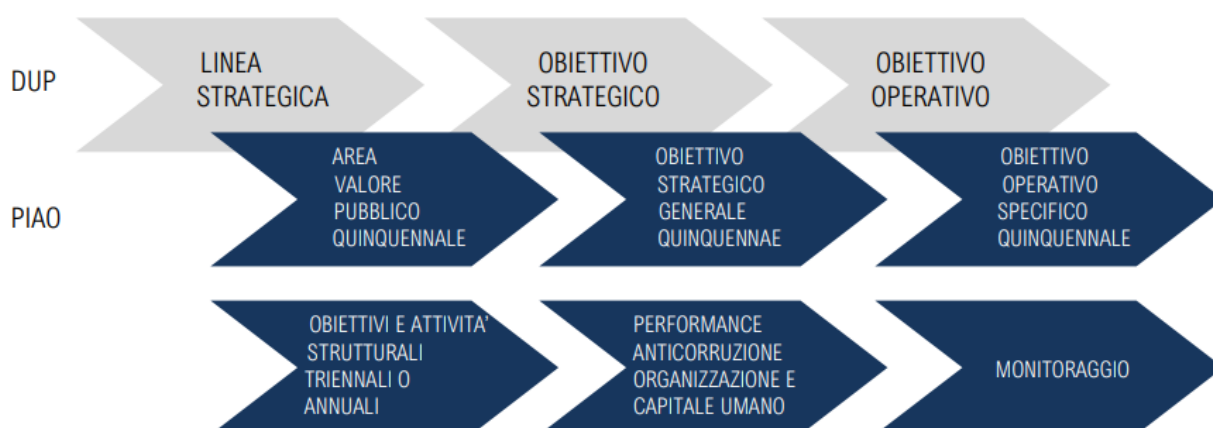 DUP
LINEA
STRATEGICA
OBIETTIVO
STRATEGICO
OBIETTIVO
OPERATIVO
PIAO
AREA
VALORE
PUBBLICO
QUINQUENNALE
OBIETTIVO
STRATEGICO
GENERALE
QUINQUENNAE
OBIETTIVO
OPERATIVO
SPECIFICO
QUINQUENNALE
OBIETTIVI E ATTIVITA'
STRUTTURALI
TRIENNALI O
ANNUALI
PERFORMANCE
ANTICORRUZIONE
ORGANIZZAZIONE E
CAPITALE UMANO
MONITORAGGIO